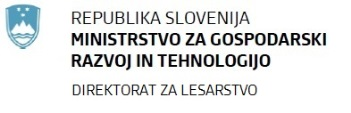 REPUBLIKA SLOVENIJA
MINISTRSTVO ZA GOSPODARSKI
RAZVOJ IN TEHNOLOGIJO
DIREKTORAT ZA LESARSTVO